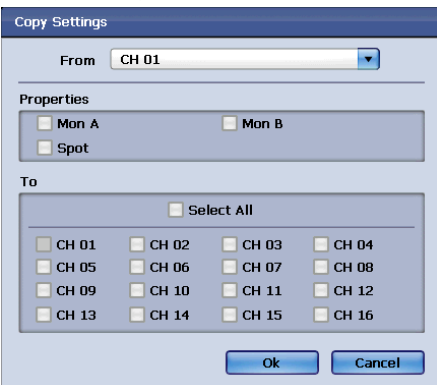 Copy Settings
From CH 01
Properties
Mon A Mon B
Spot
To
Select All
CH 01 CH 02 CH 03 CH 04
CH 05 CH 06 CH 07 CH 08
CH 09 CH 10 CH 11 CH 12
CH 13 CH 14 CH 15 CH 16
Ok Cancel